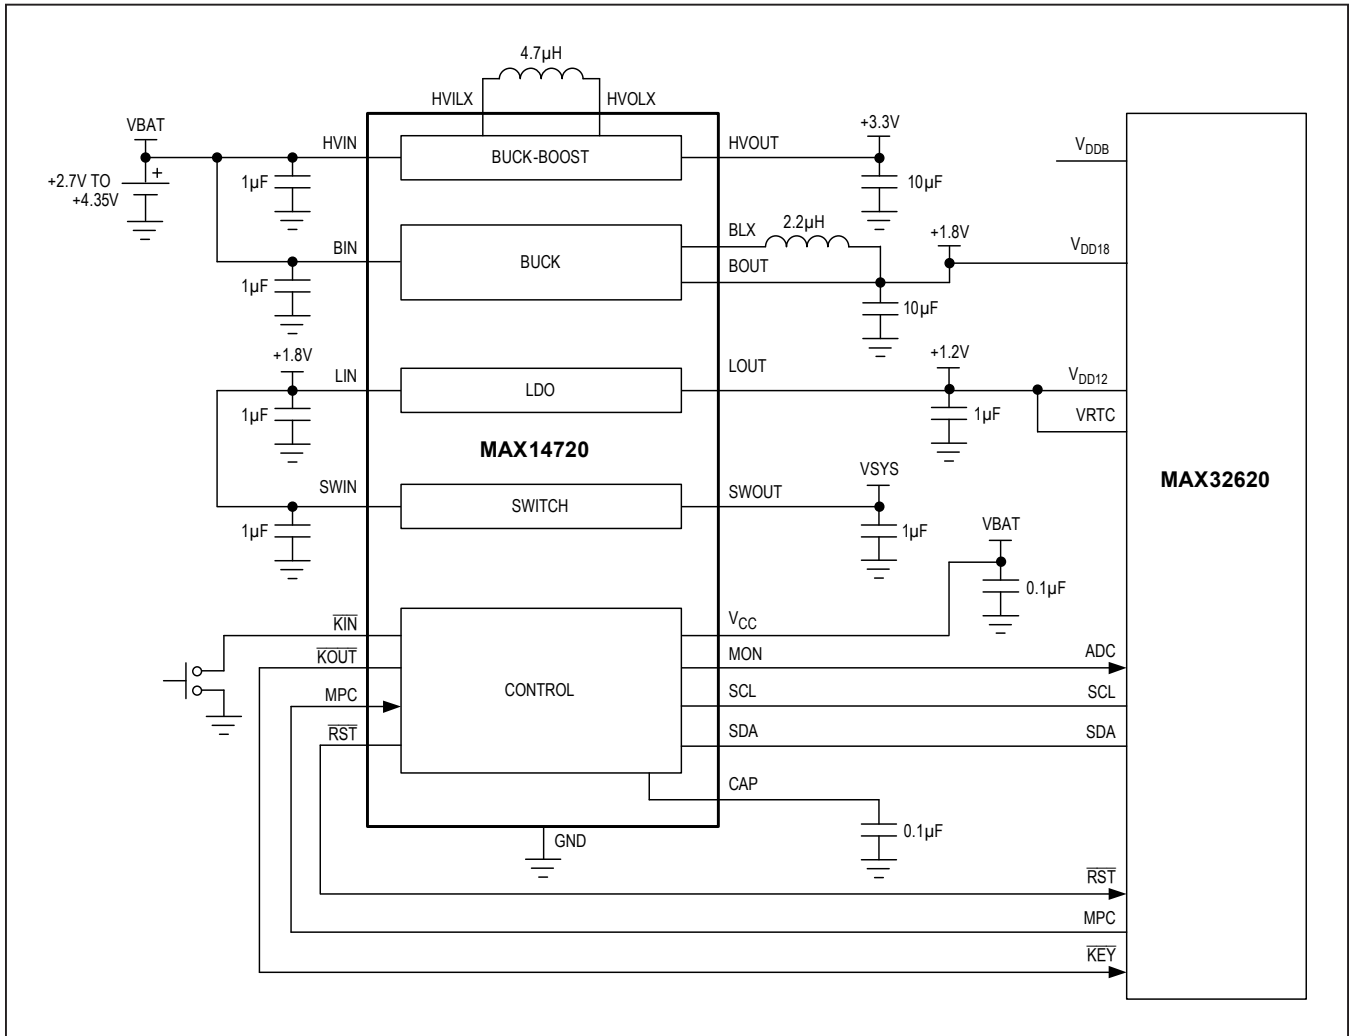 4.7µH
HVILX
HVOLX
VBAT
HVIN
BUCK-BOOST
HVOUT
+3.3V
VDDB
+
+2.7V TO
+4.35V
1µF
10µF
BLX
2.2µH
+1.8V
VDD18
BIN
BUCK
BOUT
1µF
10µF
+1.8V
LIN
LDO
LOUT
+1.2V
VDD12
1µF
1µF
VRTC
MAX14720
MAX32620
SWIN
SWITCH
SWOUT
VSYS
1µF
1µF
VBAT
0.1µF
KIN
VCC
KOUT
MON
ADC
MPC
CONTROL
SCL
SCL
RST
SDA
SDA
CAP
0.1µF
GND
RST
MPC
KEY